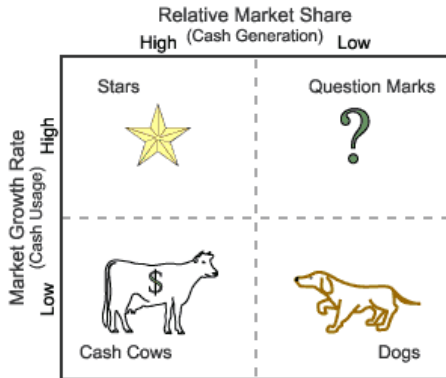 Relative Market Share
High (Cash Generation) Low
Market Growth Rate
(Cash Usage)
High
Low
Stars
Question Marks
?
$
Cash Cows
Dogs